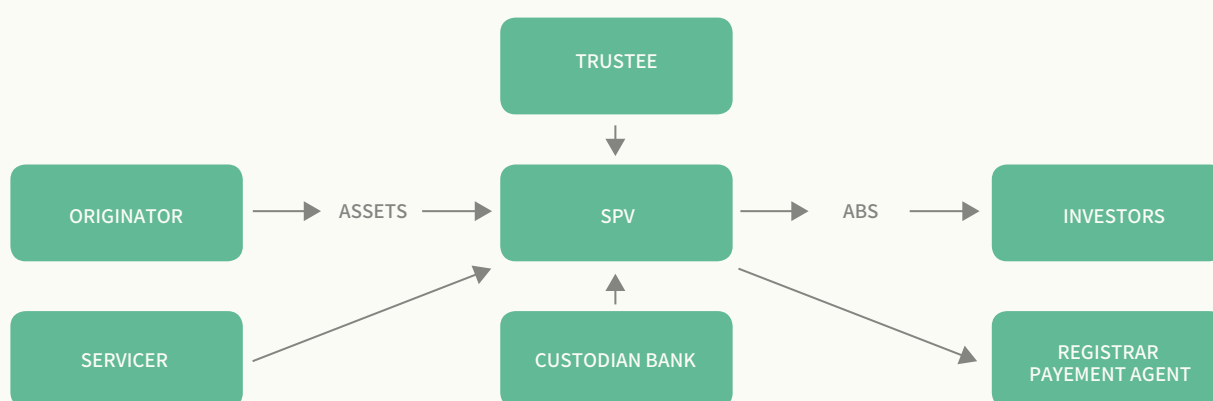 TRUSTEE
ORIGINATOR
ASSETS
SPV
ABS
INVESTORS
SERVICER
CUSTODIAN BANK
REGISTRAR
PAYEMENT AGENT